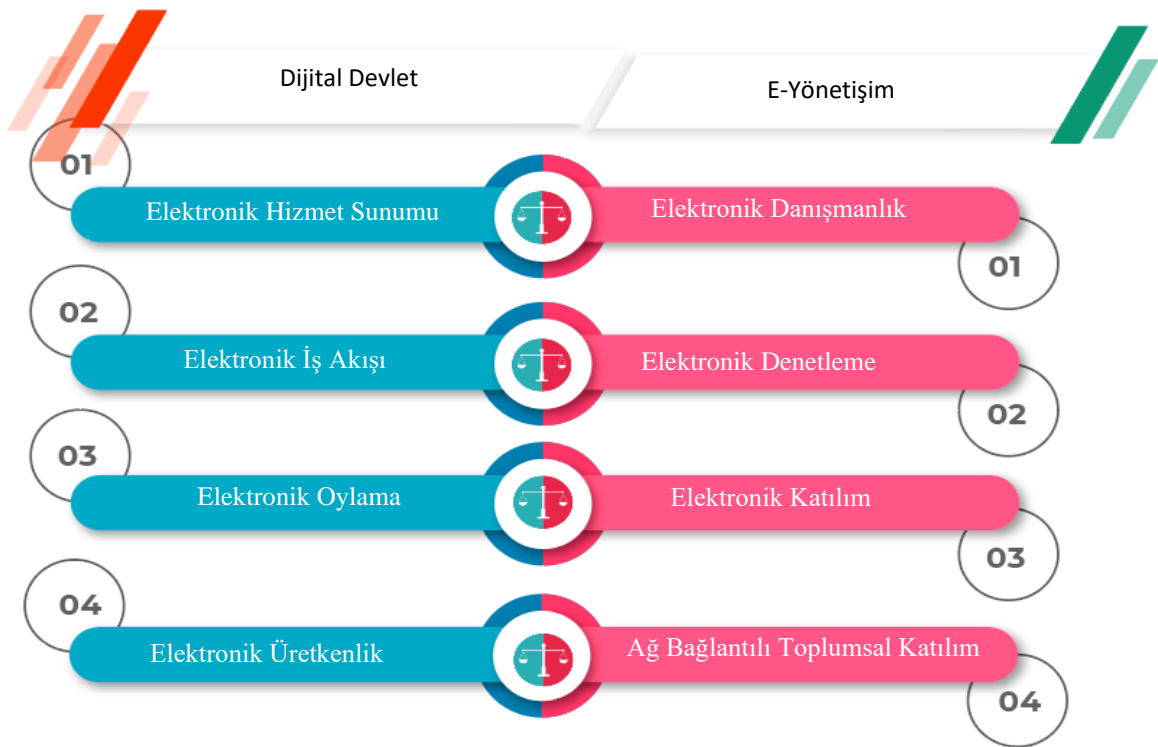 Dijital Devlet
E-Yönetişim
01
Elektronik Hizmet Sunumu
Elektronik Danışmanlık
01
02
Elektronik İş Akışı
Elektronik Denetleme
02
03
Elektronik Oylama
Elektronik Katılım
03
04
Elektronik Üretkenlik
Ağ Bağlantılı Toplumsal Katılım
04